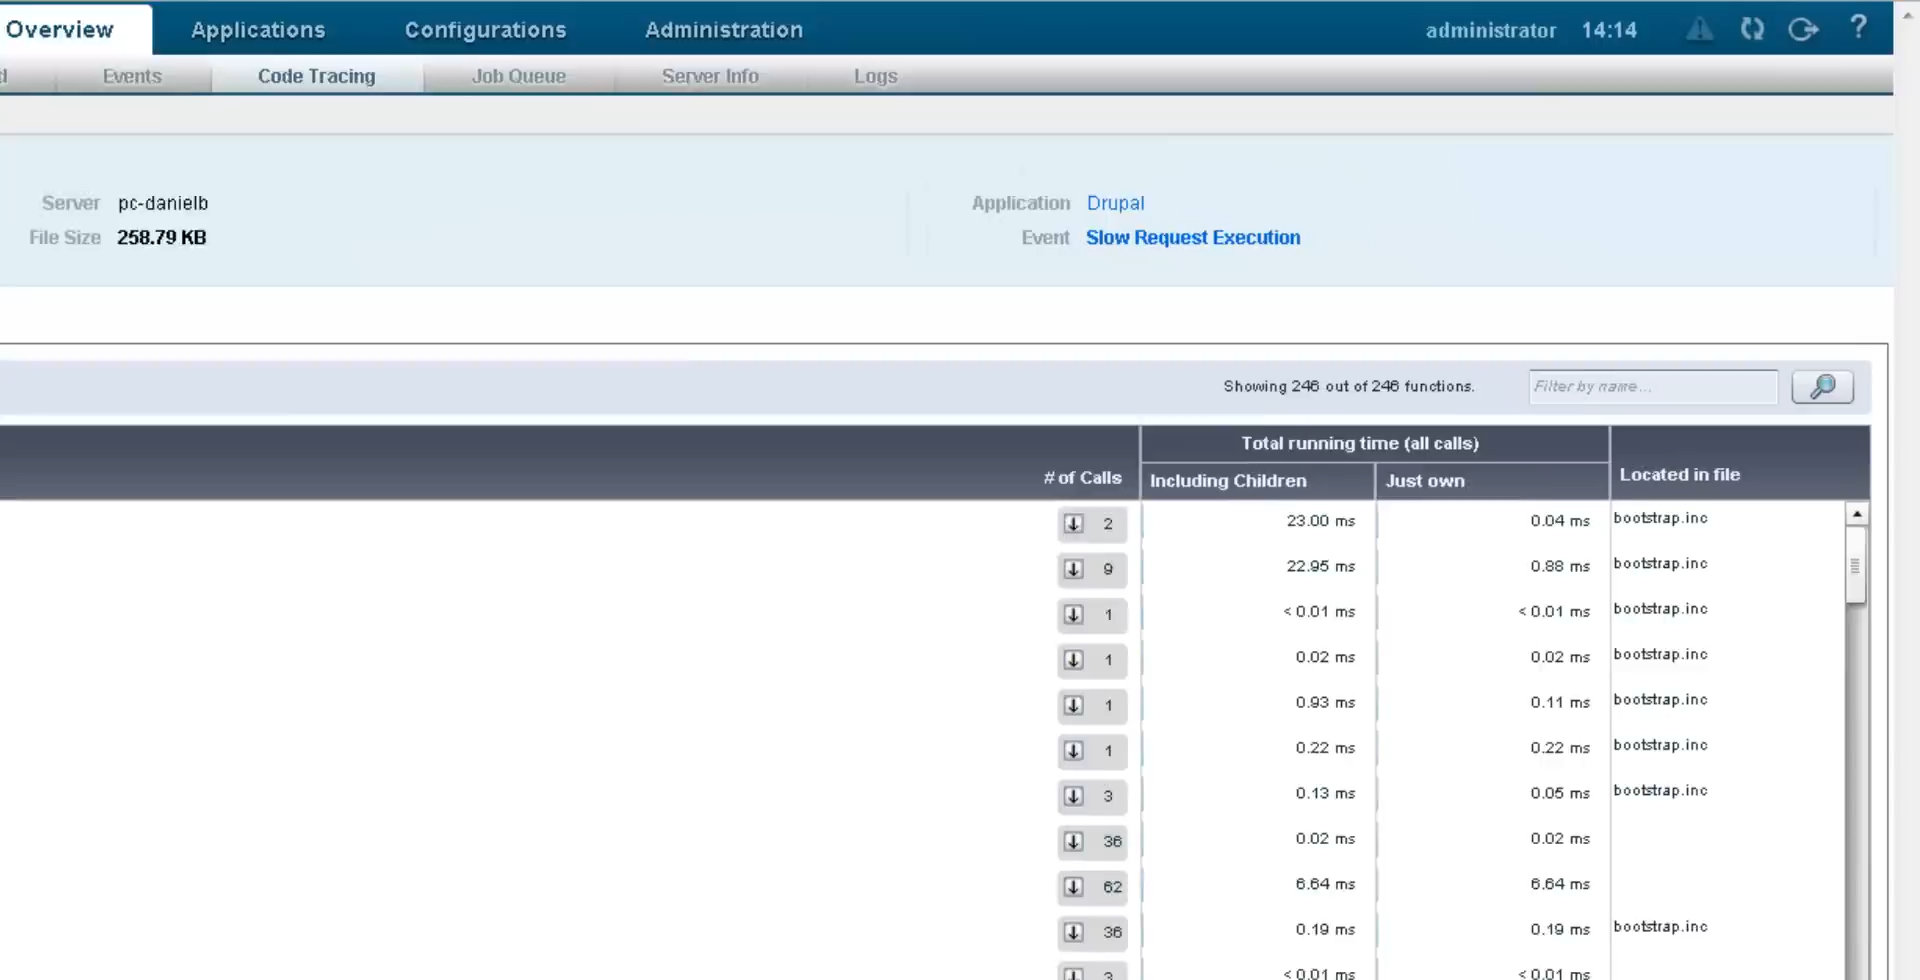 Overview Applications Configurations Administration administrator 14:14 ?
Events Code Tracing Job Queue Server Info Logs
Server pc-danielb Application Drupal
File Size 258.79 KB Event Slow Request Execution
Showing 246 out of 246 functions. Filter by name...
Total running time (all calls)
# of Calls Including Children Just own Located in file
2 23.00 ms 0.04 ms bootstrap.inc
9 22.95 ms 0.88 ms bootstrap.inc
1 < 0.01 ms < 0.01 ms bootstrap.inc
1 0.02 ms 0.02 ms bootstrap.inc
1 0.93 ms 0.11 ms bootstrap.inc
1 0.22 ms 0.22 ms bootstrap.inc
3 0.13 ms 0.05 ms bootstrap.inc
36 0.02 ms 0.02 ms
62 6.64 ms 6.64 ms
36 0.19 ms 0.19 ms bootstrap.inc
3 < 0.01 ms < 0.01 ms